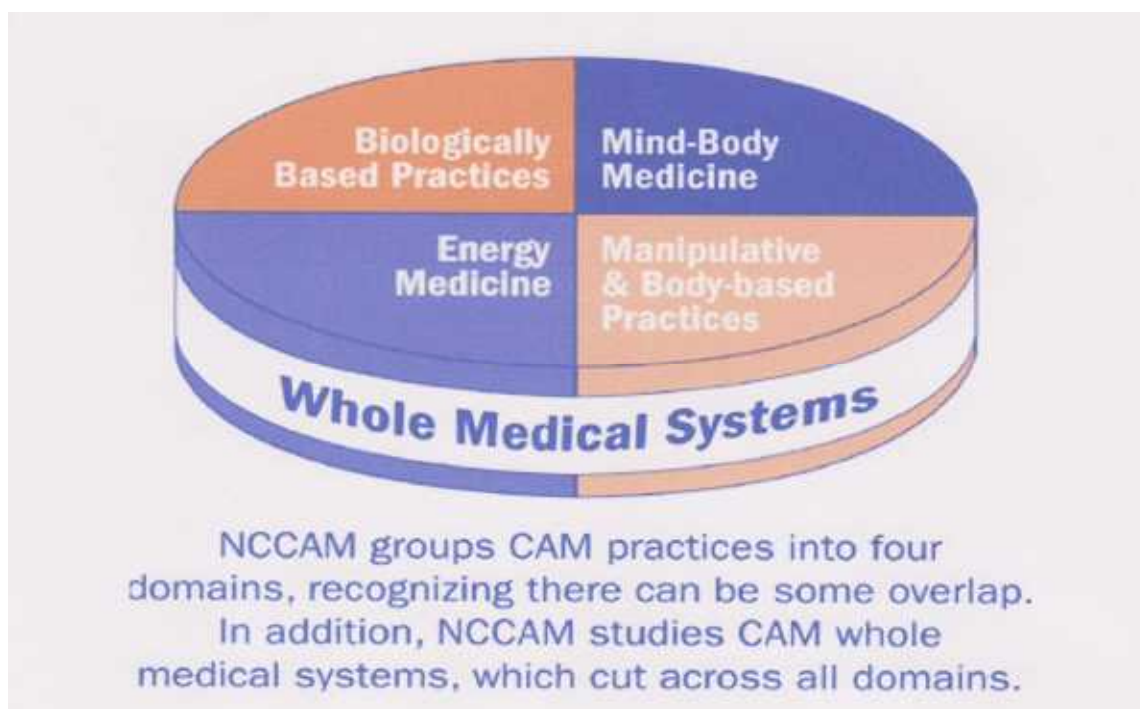 Biologically
Based Practices
Mind-Body
Medicine
Energy
Medicine
Manipulative
& Body-based
Practices
Whole Medical Systems
NCCAM groups CAM practices into four
domains, recognizing there can be some overlap.
In addition, NCCAM studies CAM whole
medical systems, which cut across all domains.